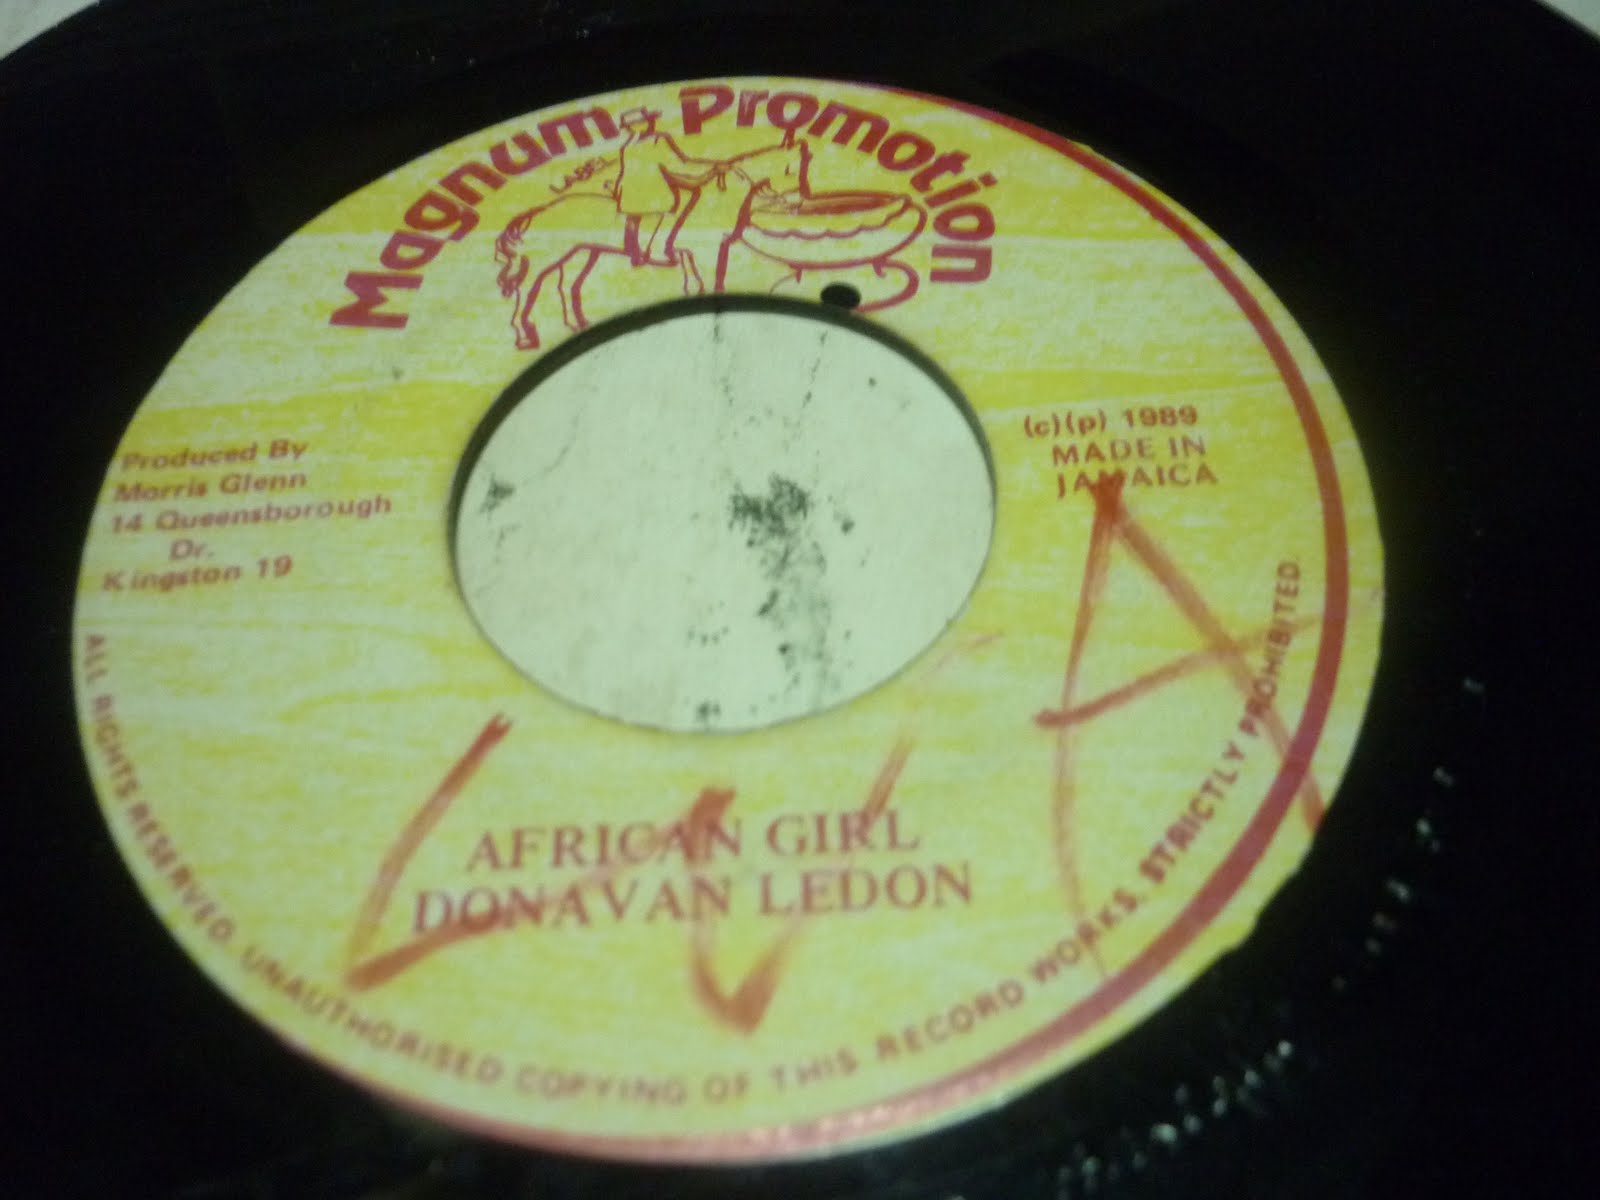 Magnum Promotion
LABEL
Produced By
Morris Glenn
14 Queensborough
Dr.
Kingston 19
(c)(p) 1989
MADE IN
JAMAICA
AFRICAN GIRL
DONAVAN LEDON
ALL RIGHTS RESERVED. UNAUTHORISED COPYING OF THIS RECORD WORKS. STRICTLY PROHIBITED.